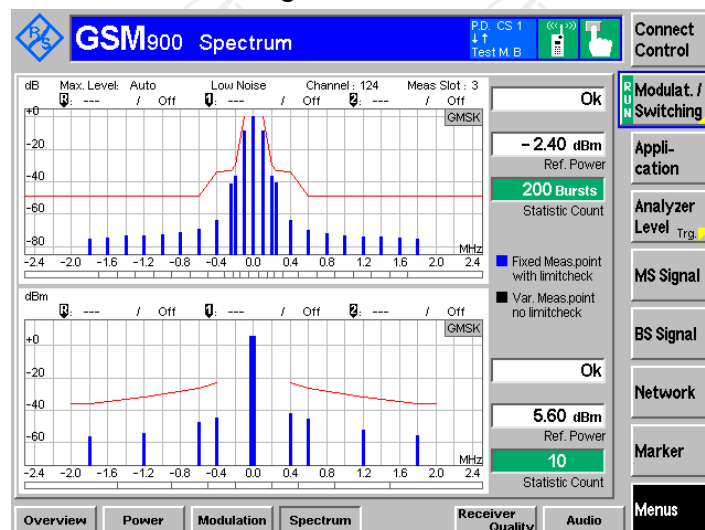 R&S
GSM900 Spectrum
P.D. CS 1
↓↑
Test M. B
Connect
Control
dB Max. Level: Auto Low Noise Channel : 124 Meas Slot : 3
R: --- / Off 1: --- / Off 2: --- / Off
GMSK
+0
-20
-40
-60
-80
MHz
-2.4 -2.0 -1.6 -1.2 -0.8 -0.4 0.0 0.4 0.8 1.2 1.6 2.0 2.4
Ok
- 2.40 dBm
Ref. Power
200 Bursts
Statistic Count
Fixed Meas.point
with limitcheck
Var. Meas.point
no limitcheck
dBm
R: --- / Off 1: --- / Off 2: --- / Off
GMSK
+0
-20
-40
-60
MHz
-2.4 -2.0 -1.6 -1.2 -0.8 -0.4 0.0 0.4 0.8 1.2 1.6 2.0 2.4
Ok
5.60 dBm
Ref. Power
10
Statistic Count
RUN
Modulat. /
Switching
Appli-
cation
Analyzer
Level Trg.
MS Signal
BS Signal
Network
Marker
Menus
Overview Power Modulation Spectrum Receiver Quality Audio